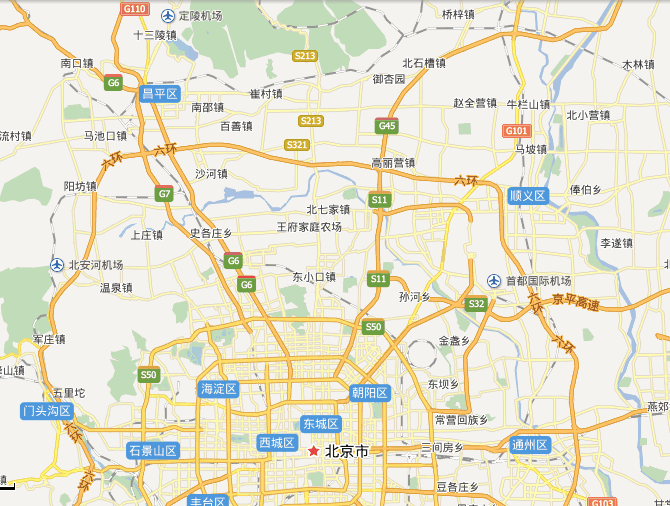 G110
定陵机场
桥梓镇
十三陵镇
S213
南口镇
北石槽镇
木林镇
御杏园
G6
昌平区
崔村镇
南邵镇
赵全营镇
牛栏山镇
北小营镇
S213
百善镇
G45
G101
流村镇
马池口镇
S321
六环
六环
马坡镇
高丽营镇
沙河镇
六环
阳坊镇
G7
S11
顺义区
俸伯乡
北七家镇
王府家庭农场
上庄镇
史各庄乡
李遂镇
G6
北安河机场
东小口镇
S11
首都国际机场
温泉镇
G6
孙河乡
S32
六环
京平高速
S50
军庄镇
金盏乡
六环
S50
海淀区
朝阳区
东坝乡
五里坨
门头沟区
燕郊
东城区
常营回族乡
六环
西城区
石景山区
北京市
三间房乡
通州区
六环
镇
丰台区
豆各庄乡
G103